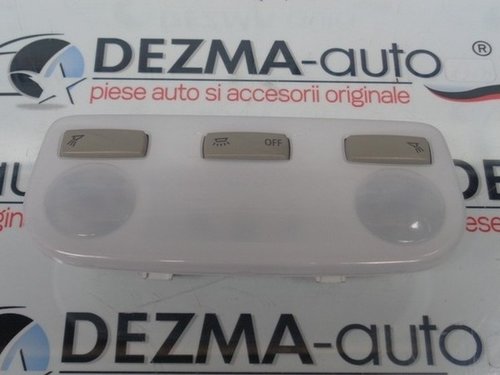 DEZMA-auto ®
piese auto si accesorii originale
OFF
DEZMA-auto